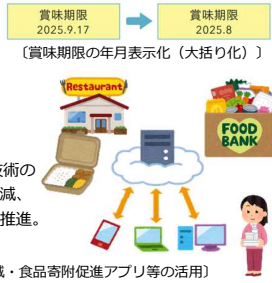 賞味期限
2025.9.17
賞味期限
2025.8
〔賞味期限の年月表示化（大括り化）〕
Restaurant
FOOD
BANK
技術の
減、
推進。
減・食品寄附促進アプリ等の活用〕